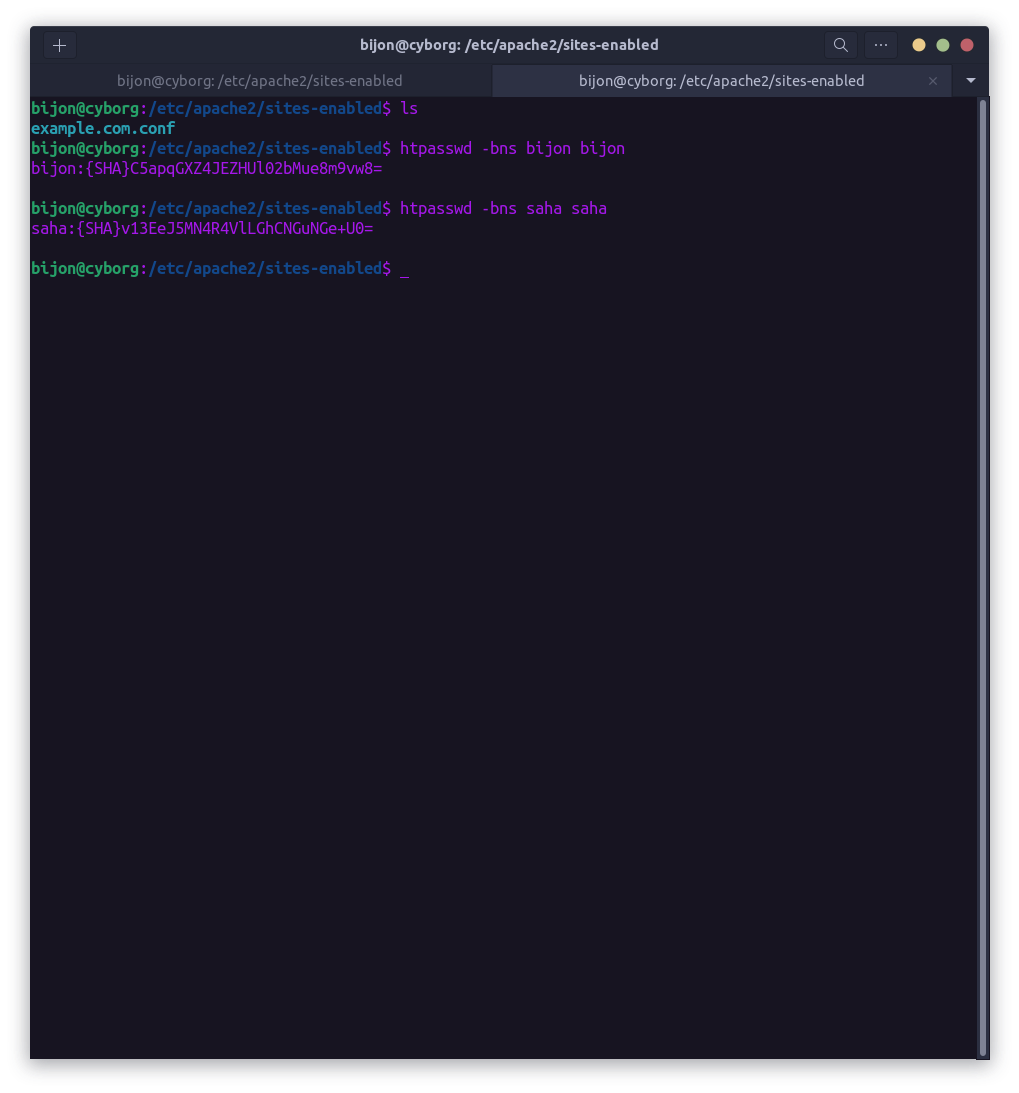 bijon@cyborg: /etc/apache2/sites-enabled
bijon@cyborg: /etc/apache2/sites-enabled
bijon@cyborg: /etc/apache2/sites-enabled
bijon@cyborg:/etc/apache2/sites-enabled$ ls
example.com.conf
bijon@cyborg:/etc/apache2/sites-enabled$ htpasswd -bns bijon bijon
bijon:{SHA}C5apqGXZ4JEZHUl02bMue8m9vw8=
bijon@cyborg:/etc/apache2/sites-enabled$ htpasswd -bns saha saha
saha:{SHA}v13EeJ5MN4R4VlLGhCNGuNGe+U0=
bijon@cyborg:/etc/apache2/sites-enabled$ _